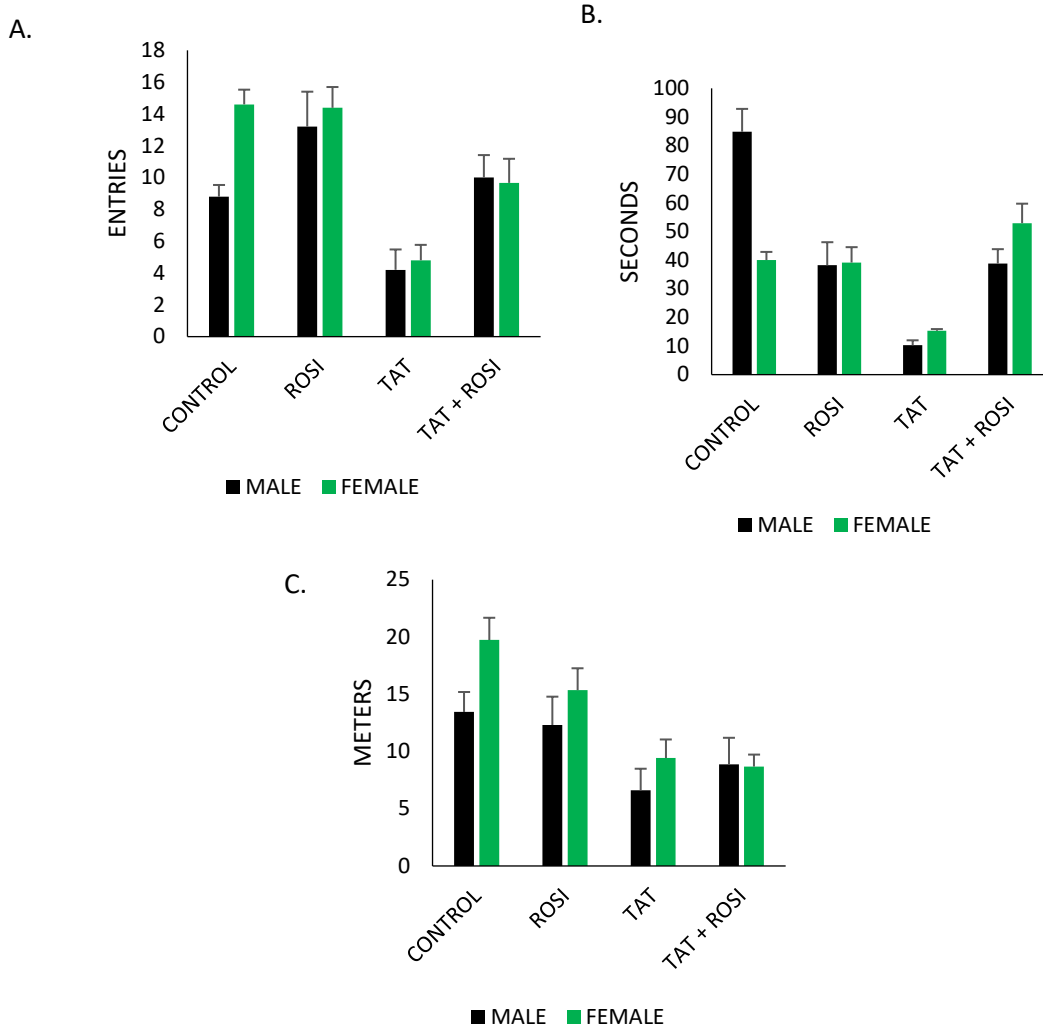 A.
18
16
14
12
10
8
6
4
2
0
ENTRIES
CONTROL
ROSI
TAT
TAT + ROSI
MALE FEMALE
B.
100
90
80
70
60
50
40
30
20
10
0
SECONDS
CONTROL
ROSI
TAT
TAT + ROSI
MALE FEMALE
C.
25
20
15
10
5
0
METERS
CONTROL
ROSI
TAT
TAT + ROSI
MALE FEMALE